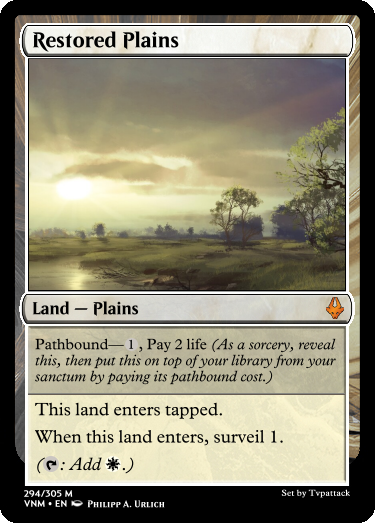 Restored Plains
Land — Plains
Pathbound—1, Pay 2 life (As a sorcery, reveal
this, then put this on top of your library from your
sanctum by paying its pathbound cost.)
This land enters tapped.
When this land enters, surveil 1.
(: Add .)
294/305 M
VNM • EN Philipp A. Urlich
Set by Tvpattack